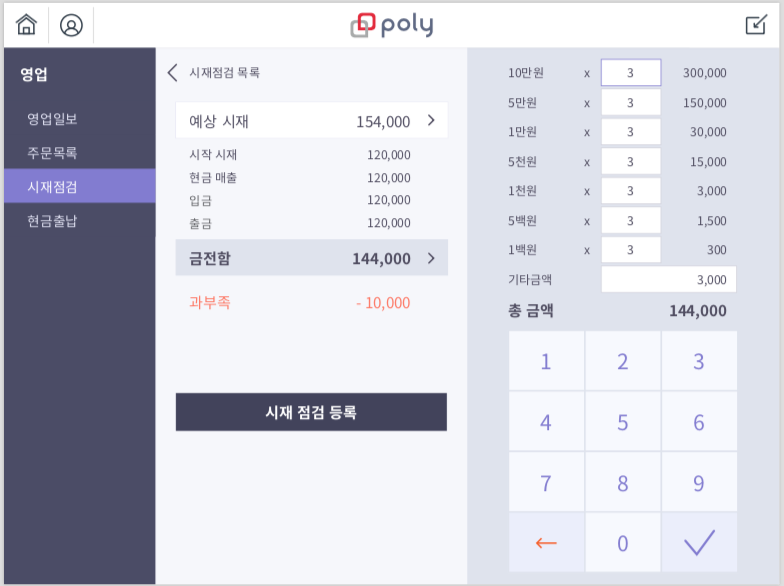 poly
영업
영업일보
주문목록
시재점검
현금출납
시재점검 목록
예상 시재 154,000
시작 시재 120,000
현금 매출 120,000
입금 120,000
출금 120,000
금전함 144,000
과부족 - 10,000
시재 점검 등록
10만원 x 3 300,000
5만원 x 3 150,000
1만원 x 3 30,000
5천원 x 3 15,000
1천원 x 3 3,000
5백원 x 3 1,500
1백원 x 3 300
기타금액 3,000
총 금액 144,000
1 2 3
4 5 6
7 8 9
0